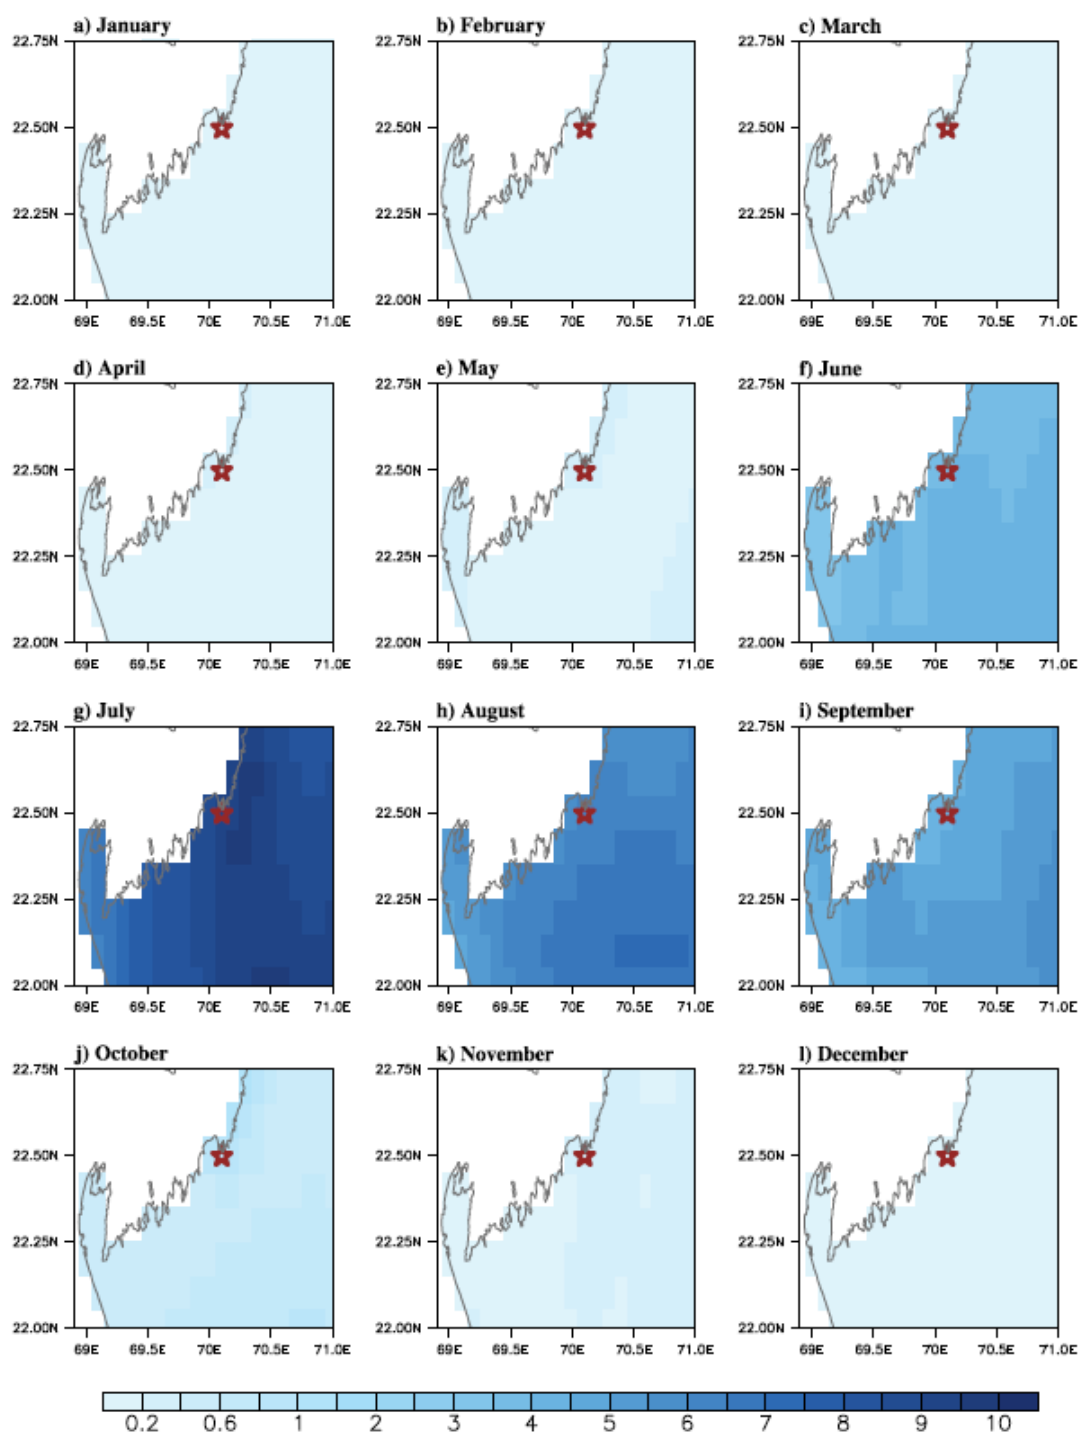 a) January b) February c) March
22.75N 22.75N 22.75N
22.50N 22.50N 22.50N
22.25N 22.25N 22.25N
22.00N 22.00N 22.00N
69E 69.5E 70E 70.5E 71.0E 69E 69.5E 70E 70.5E 71.0E 69E 69.5E 70E 70.5E 71.0E
d) April e) May f) June
22.75N 22.75N 22.75N
22.50N 22.50N 22.50N
22.25N 22.25N 22.25N
22.00N 22.00N 22.00N
69E 69.5E 70E 70.5E 71.0E 69E 69.5E 70E 70.5E 71.0E 69E 69.5E 70E 70.5E 71.0E
g) July h) August i) September
22.75N 22.75N 22.75N
22.50N 22.50N 22.50N
22.25N 22.25N 22.25N
22.00N 22.00N 22.00N
69E 69.5E 70E 70.5E 71.0E 69E 69.5E 70E 70.5E 71.0E 69E 69.5E 70E 70.5E 71.0E
j) October k) November l) December
22.75N 22.75N 22.75N
22.50N 22.50N 22.50N
22.25N 22.25N 22.25N
22.00N 22.00N 22.00N
69E 69.5E 70E 70.5E 71.0E 69E 69.5E 70E 70.5E 71.0E 69E 69.5E 70E 70.5E 71.0E
0.2 0.6 1 2 3 4 5 6 7 8 9 10